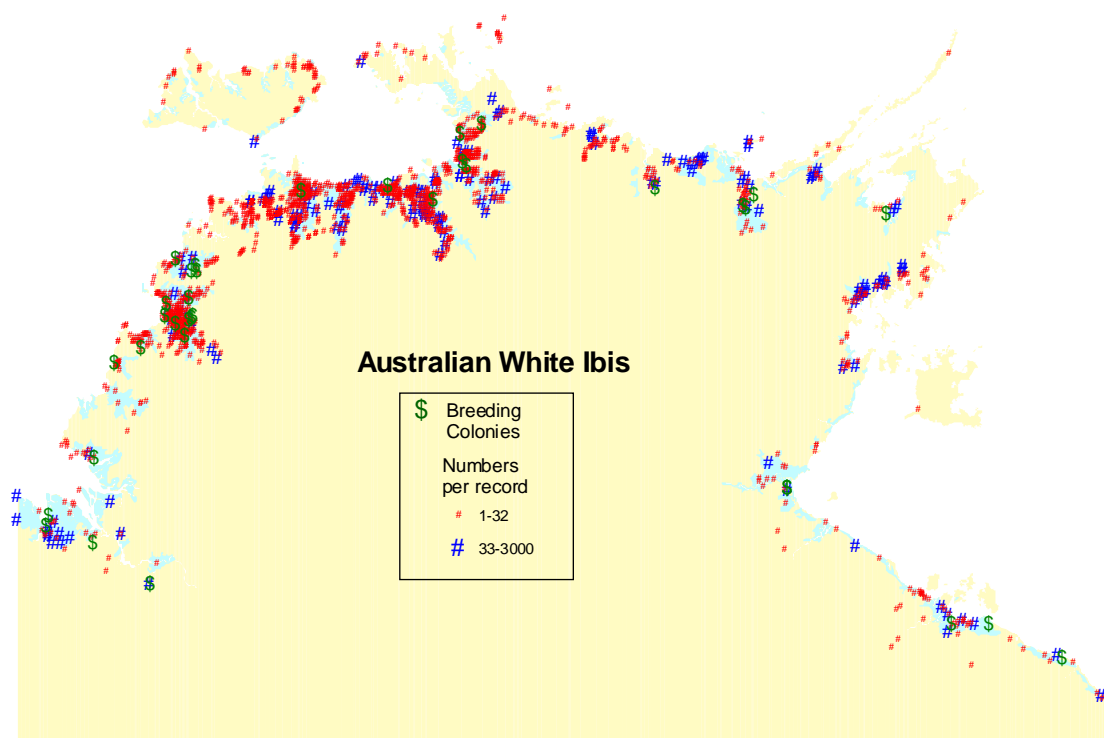 Australian White Ibis
$ Breeding
Colonies
Numbers
per record
# 1-32
# 33-3000